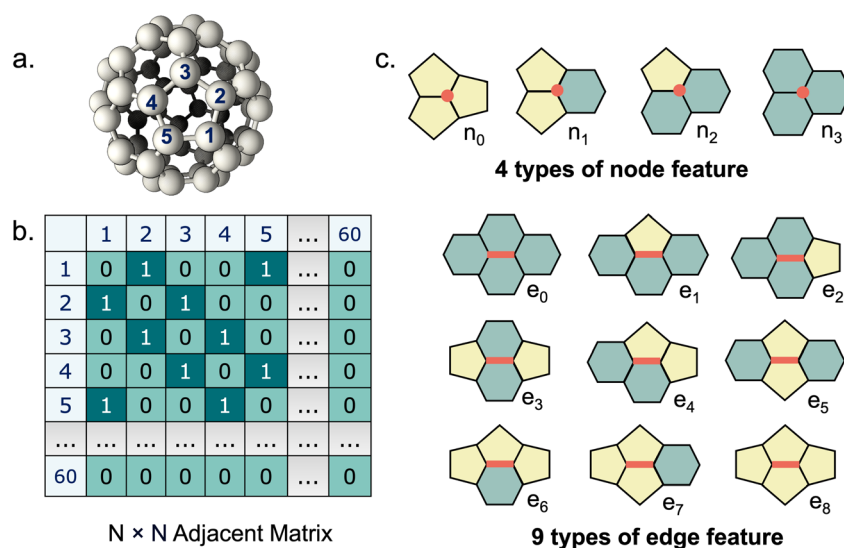 a.
3
2
4
5
1
b.
1 2 3 4 5 ... 60
1 0 1 0 0 1 ... 0
2 1 0 1 0 0 ... 0
3 0 1 0 1 0 ... 0
4 0 0 1 0 1 ... 0
5 1 0 0 1 0 ... 0
... ... ... ... ... ... ... ...
60 0 0 0 0 0 ... 0
N × N Adjacent Matrix
c.
n₀ n₁ n₂ n₃
4 types of node feature
e₀ e₁ e₂
e₃ e₄ e₅
e₆ e₇ e₈
9 types of edge feature